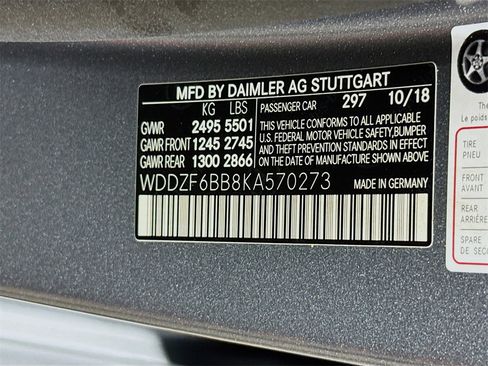 MFD BY DAIMLER AG STUTTGART
KG LBS
GVWR 2495 5501
GAWR FRONT 1245 2745
GAWR REAR 1300 2866
PASSENGER CAR 297 10/18
THIS VEHICLE CONFORMS TO ALL APPLICABLE
U.S. FEDERAL MOTOR VEHICLE SAFETY, BUMPER
AND THEFT PREVENTION STANDARDS IN EFFECT
ON THE DATE OF MANUFACTURE SHOWN ABOVE.
WDDZF6BB8KA570273
The
Le poids
TIRE
PNEU
FRONT
AVANT
REAR
ARRIÈRE
SPARE
DE SECO